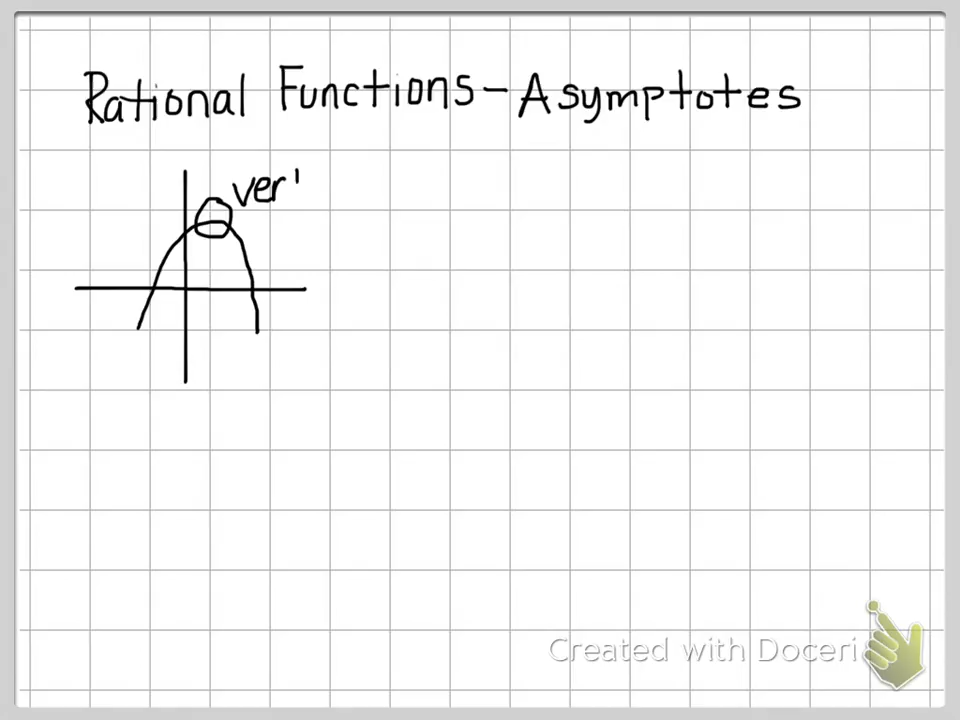 Rational Functions - Asymptotes
ver'
Created with Doceri